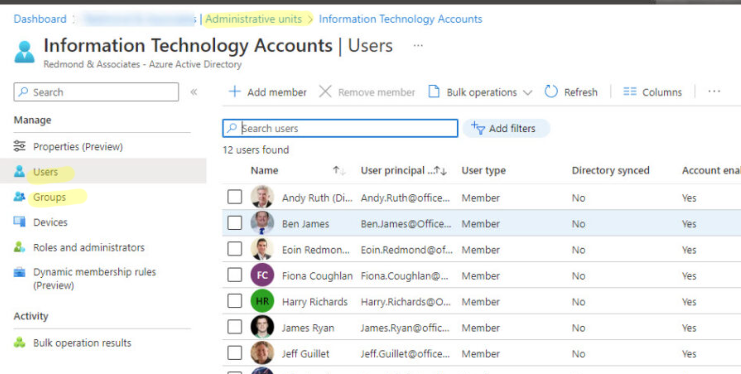 Dashboard > | Administrative units > Information Technology Accounts
Information Technology Accounts | Users ...
Redmond & Associates - Azure Active Directory
Search «
+ Add member × Remove member Bulk operations Refresh Columns ...
Manage
Search users Add filters
Properties (Preview)
12 users found
Users
Name ↑ User principal ...↑↓ User type Directory synced Account enal
Groups
Andy Ruth (Di... Andy.Ruth@office... Member No Yes
Devices
Ben James Ben.James@Office... Member No Yes
Roles and administrators
Eoin Redmon... Eoin.Redmond@of... Member No Yes
Dynamic membership rules
(Preview)
FC Fiona Coughlan Fiona.Coughlan@... Member No Yes
HR Harry Richards Harry.Richards@O... Member No Yes
Activity
James Ryan James.Ryan@offic... Member No Yes
Bulk operation results
Jeff Guillet Jeff.Guillet@office... Member No Yes